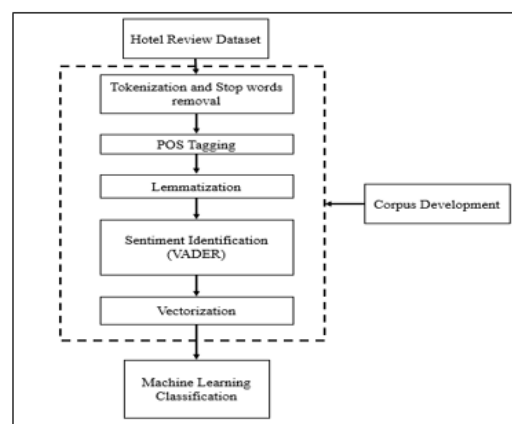 Hotel Review Dataset
Tokenization and Stop words
removal
POS Tagging
Lemmatization
Sentiment Identification
(VADER)
Vectorization
Corpus Development
Machine Learning
Classification